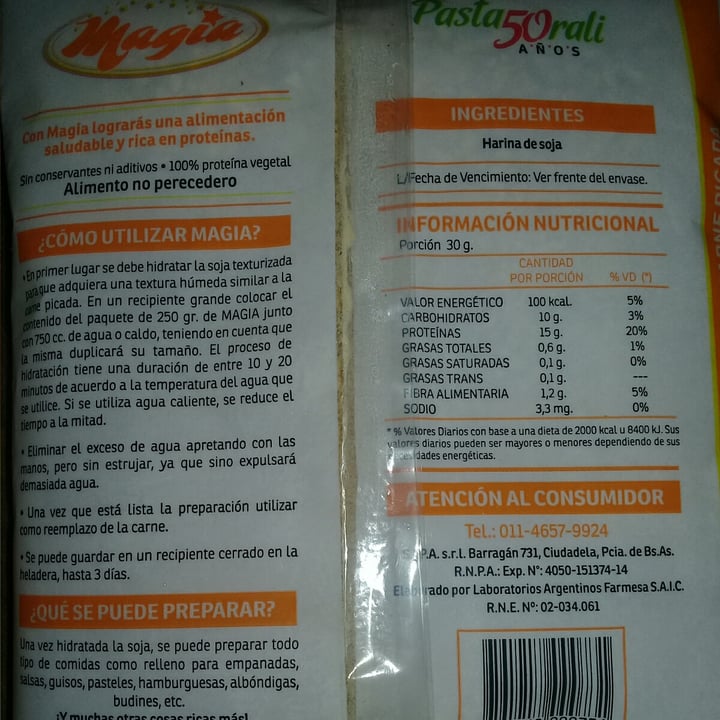 Magia
Con Magia lograrás una alimentación
saludable y rica en proteínas.
Sin conservantes ni aditivos • 100% proteína vegetal
Alimento no perecedero
¿CÓMO UTILIZAR MAGIA?
• En primer lugar se debe hidratar la soja texturizada
para que adquiera una textura húmeda similar a la
carne picada. En un recipiente grande colocar el
contenido del paquete de 250 gr. de MAGIA junto
con 750 cc. de agua o caldo, teniendo en cuenta que
la misma duplicará su tamaño. El proceso de
hidratación tiene una duración de entre 10 y 20
minutos de acuerdo a la temperatura del agua que
se utilice. Si se utiliza agua caliente, se reduce el
tiempo a la mitad.
• Eliminar el exceso de agua apretando con las
manos, pero sin estrujar, ya que sino expulsará
demasiada agua.
• Una vez que está lista la preparación utilizar
como reemplazo de la carne.
• Se puede guardar en un recipiente cerrado en la
heladera, hasta 3 días.
¿QUÉ SE PUEDE PREPARAR?
Una vez hidratada la soja, se puede preparar todo
tipo de comidas como relleno para empanadas,
salsas, guisos, pasteles, hamburguesas, albóndigas,
budines, etc.
¡Y muchas otras cosas ricas más!
Pasta50rali
AÑOS
INGREDIENTES
Harina de soja
L/Fecha de Vencimiento: Ver frente del envase.
INFORMACIÓN NUTRICIONAL
Porción 30 g.
CANTIDAD
POR PORCIÓN % VD (*)
VALOR ENERGÉTICO 100 kcal. 5%
CARBOHIDRATOS 10 g. 3%
PROTEÍNAS 15 g. 20%
GRASAS TOTALES 0,6 g. 1%
GRASAS SATURADAS 0,1 g. 0%
GRASAS TRANS 0,1 g. ---
FIBRA ALIMENTARIA 1,2 g. 5%
SODIO 3,3 mg. 0%
* % Valores Diarios con base a una dieta de 2000 kcal u 8400 kJ. Sus
valores diarios pueden ser mayores o menores dependiendo de sus
necesidades energéticas.
ATENCIÓN AL CONSUMIDOR
Tel.: 011-4657-9924
s.r.l. Barragán 731, Ciudadela, Pcia. de Bs.As.
R.N.P.A.: Exp. N°: 4050-151374-14
Elaborado por Laboratorios Argentinos Farmesa S.A.I.C.
R.N.E. N°: 02-034.061